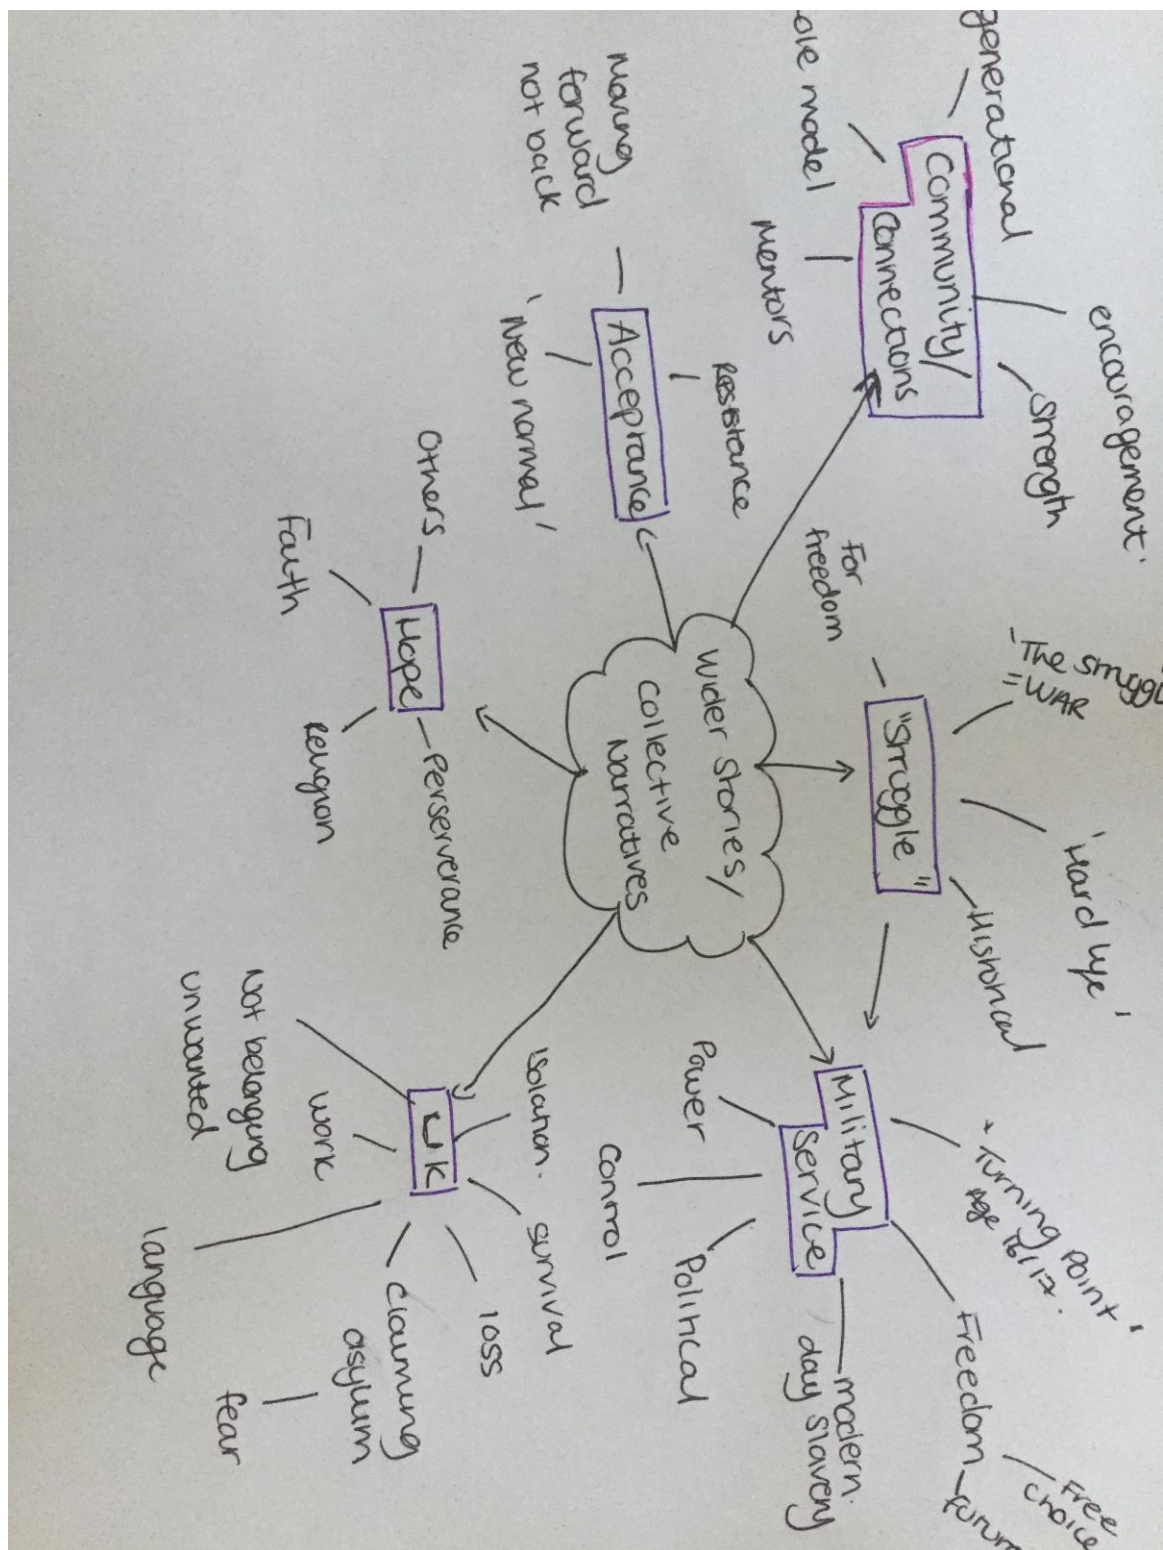 generational
ole model
Community/
Connections
Mentors
encouragement.
Strength
Moving
forward
not back
Acceptance
Resistance
'New normal'
For
freedom
"Struggle"
'The struggl
= WAR
'Hard life'
Historical
Wider Stories/
Collective
Narratives
Others
Faith
Hope
Religion
Perserverance
Military
Service
Power
Control
Political
modern
day slavery
"Turning point'
age 16/17.
Freedom
Free
choice
UK
Isolation.
survival
loss
claiming
asylum
fear
language
work
Not belonging
unwanted